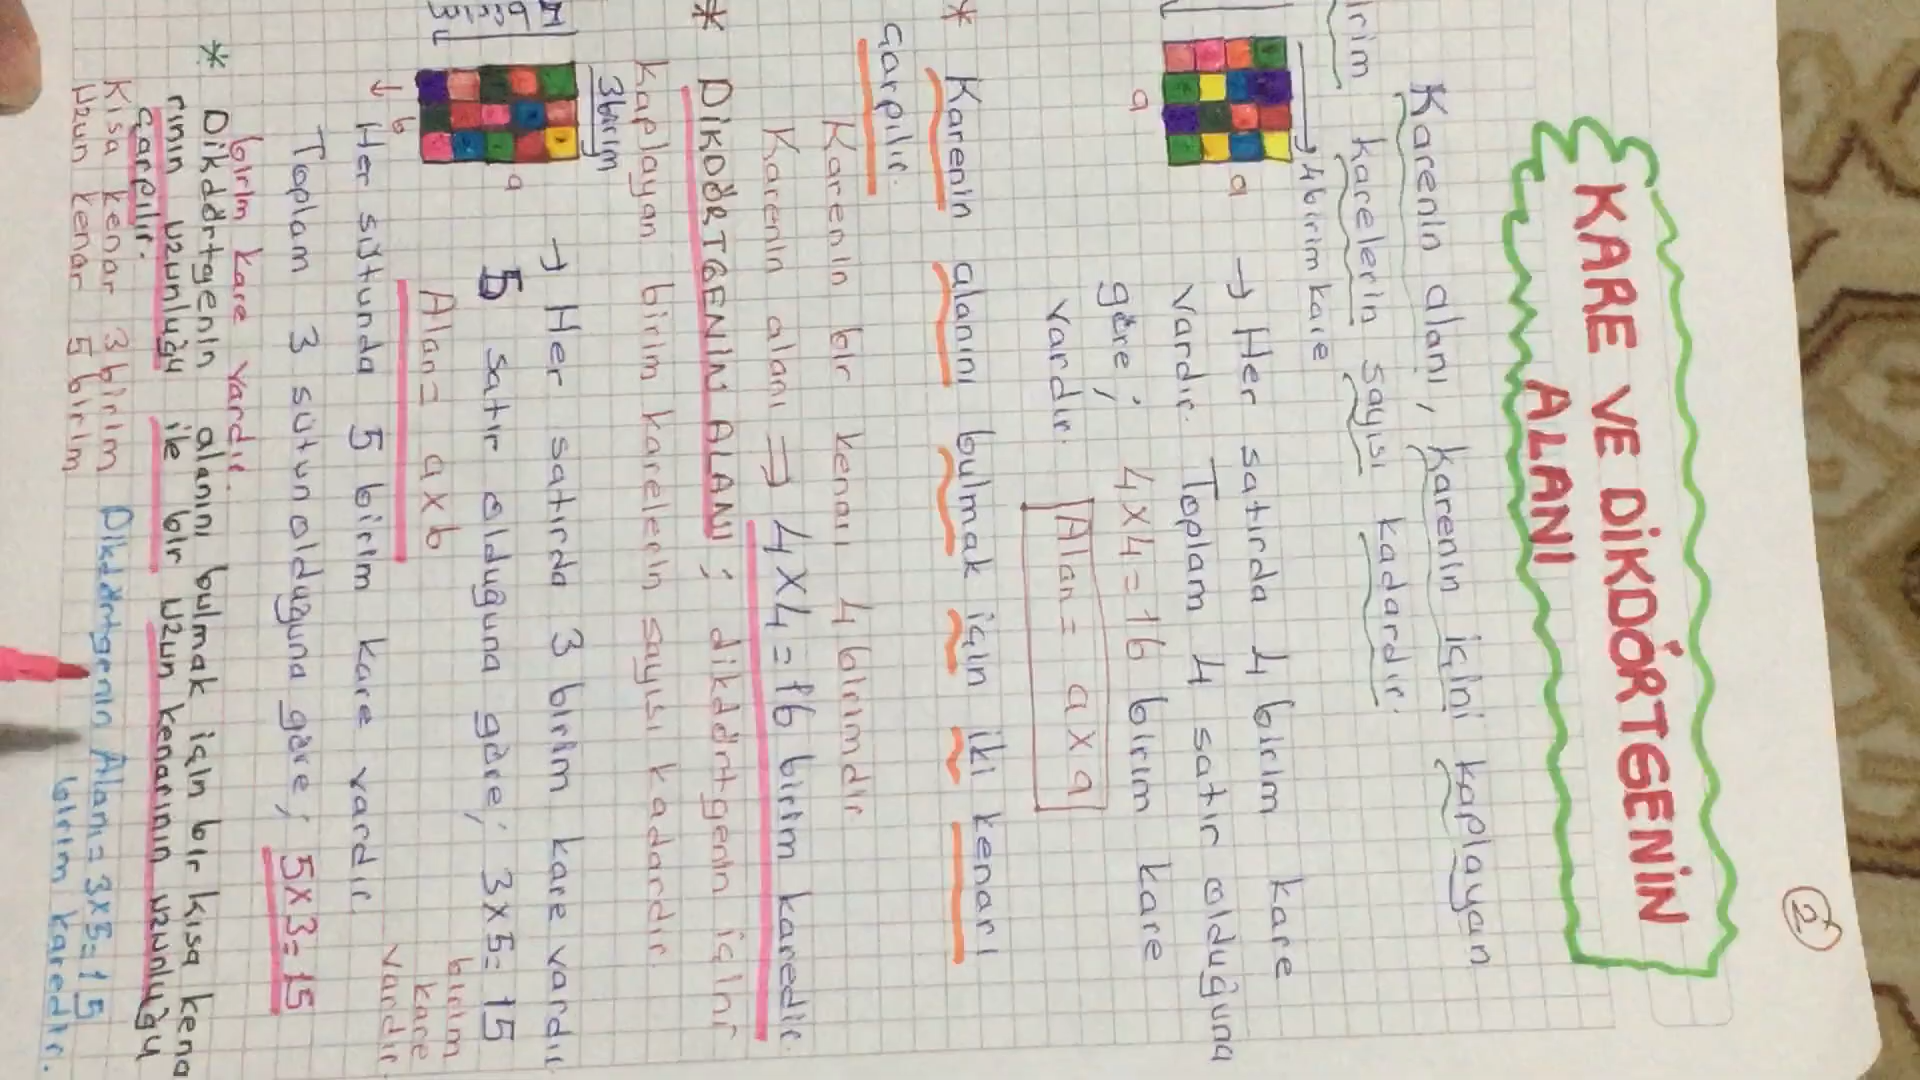 2
KARE VE DİKDÖRTGENİN
ALANI
Karenin alanı, karenin içini kaplayan
rim karelerin sayısı kadardır.
4 birim kare
a
a
→ Her satırda 4 birim kare
vardır. Toplam 4 satır olduğuna
göre; 4x4=16 birim kare
vardır.
Alan= a x a
* Karenin alanını bulmak için iki kenarı
çarpılır.
Karenin bir kenarı 4 birimdir
Karenin alanı ⇒ 4x4=16 birim karedir.
* DİKDÖRTGENİN ALANI; dikdörtgenin içini
kaplayan birim karelerin sayısı kadardır.
3birim
birim
a
b
→ Her satırda 3 birim kare vardır
5 satır olduğuna göre; 3x5=15
birim
kare
vardır
Alan= a x b
↓
Her sütunda 5 birim kare vardır.
Toplam 3 sütun olduğuna göre; 5x3=15
birim kare vardır.
* Dikdörtgenin alanını bulmak için bir kısa kena
rının uzunluğu ile bir uzun kenarının uzunluğu
çarpılır.
Kısa kenar 3birim
Uzun kenar 5 birim
Dikdörtgenin Alanı= 3x5=15
birim karedir.